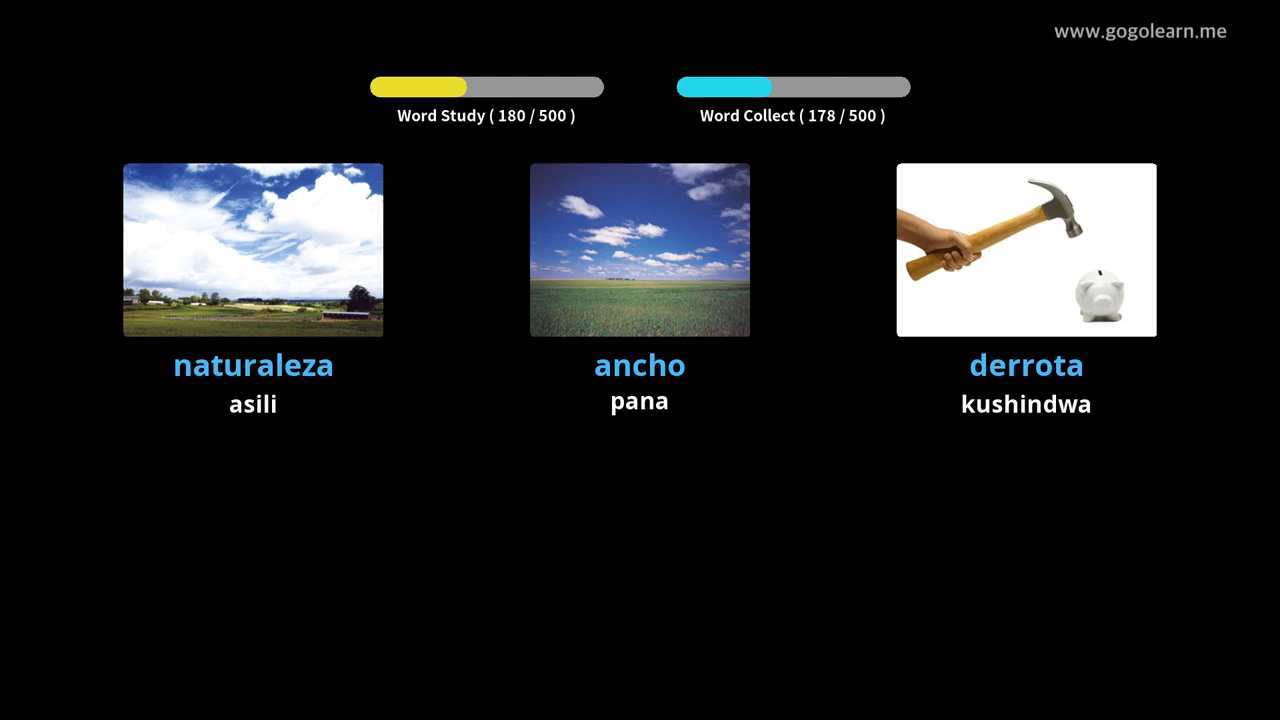 www.gogolearn.me
Word Study ( 180 / 500 )
Word Collect ( 178 / 500 )
naturaleza
asili
ancho
pana
derrota
kushindwa